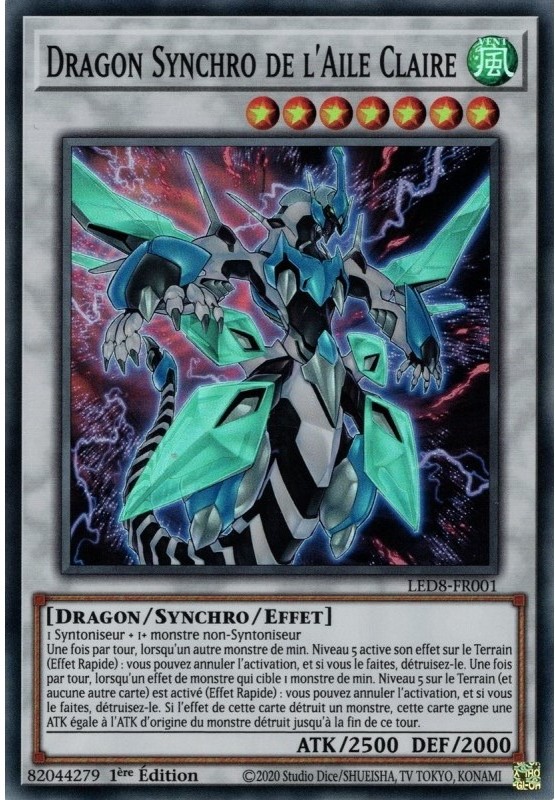 DRAGON SYNCHRO DE L'AILE CLAIRE
VENT
風
LED8-FR001
[DRAGON/SYNCHRO/EFFET]
1 Syntoniseur + 1+ monstre non-Syntoniseur
Une fois par tour, lorsqu'un autre monstre de min. Niveau 5 active son effet sur le Terrain
(Effet Rapide) : vous pouvez annuler l'activation, et si vous le faites, détruisez-le. Une fois
par tour, lorsqu'un effet de monstre qui cible 1 monstre de min. Niveau 5 sur le Terrain (et
aucune autre carte) est activé (Effet Rapide) : vous pouvez annuler l'activation, et si vous
le faites, détruisez-le. Si l'effet de cette carte détruit un monstre, cette carte gagne une
ATK égale à l'ATK d'origine du monstre détruit jusqu'à la fin de ce tour.
ATK/2500 DEF/2000
82044279 1ère Édition ©2020 Studio Dice/SHUEISHA, TV TOKYO, KONAMI